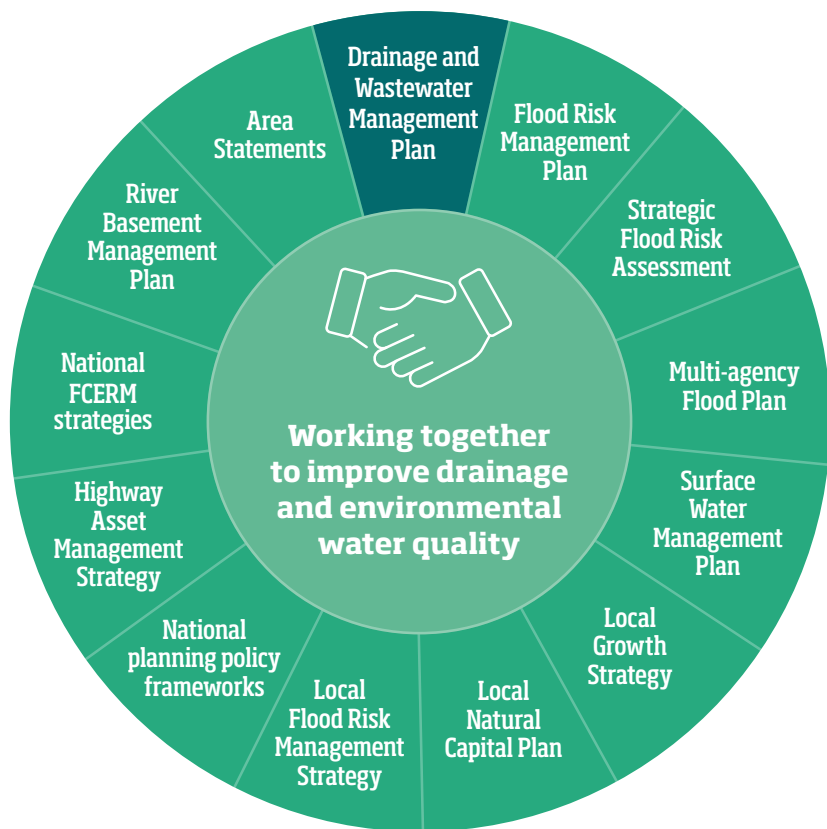 Drainage and
Wastewater
Management
Plan
Flood Risk
Management
Plan
Strategic
Flood Risk
Assessment
Multi-agency
Flood Plan
Surface
Water
Management
Plan
Local
Growth
Strategy
Local
Natural
Capital Plan
Local
Flood Risk
Management
Strategy
National
planning policy
frameworks
Highway
Asset
Management
Strategy
National
FCERM
strategies
River
Basement
Management
Plan
Area
Statements
Working together
to improve drainage
and environmental
water quality